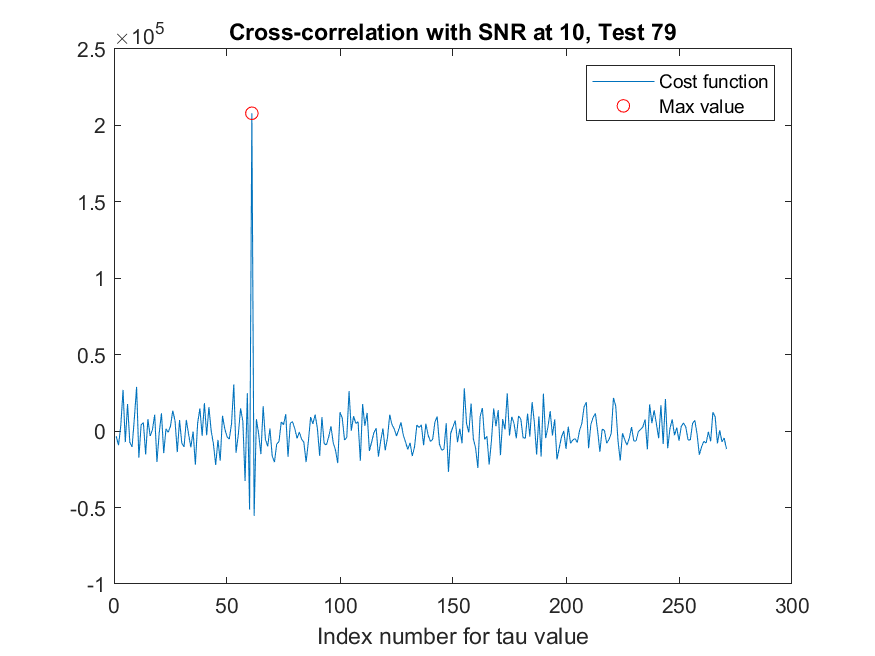 Cross-correlation with SNR at 10, Test 79
×10^5
2.5
2
1.5
1
0.5
0
-0.5
-1
0 50 100 150 200 250 300
Index number for tau value
Cost function
Max value